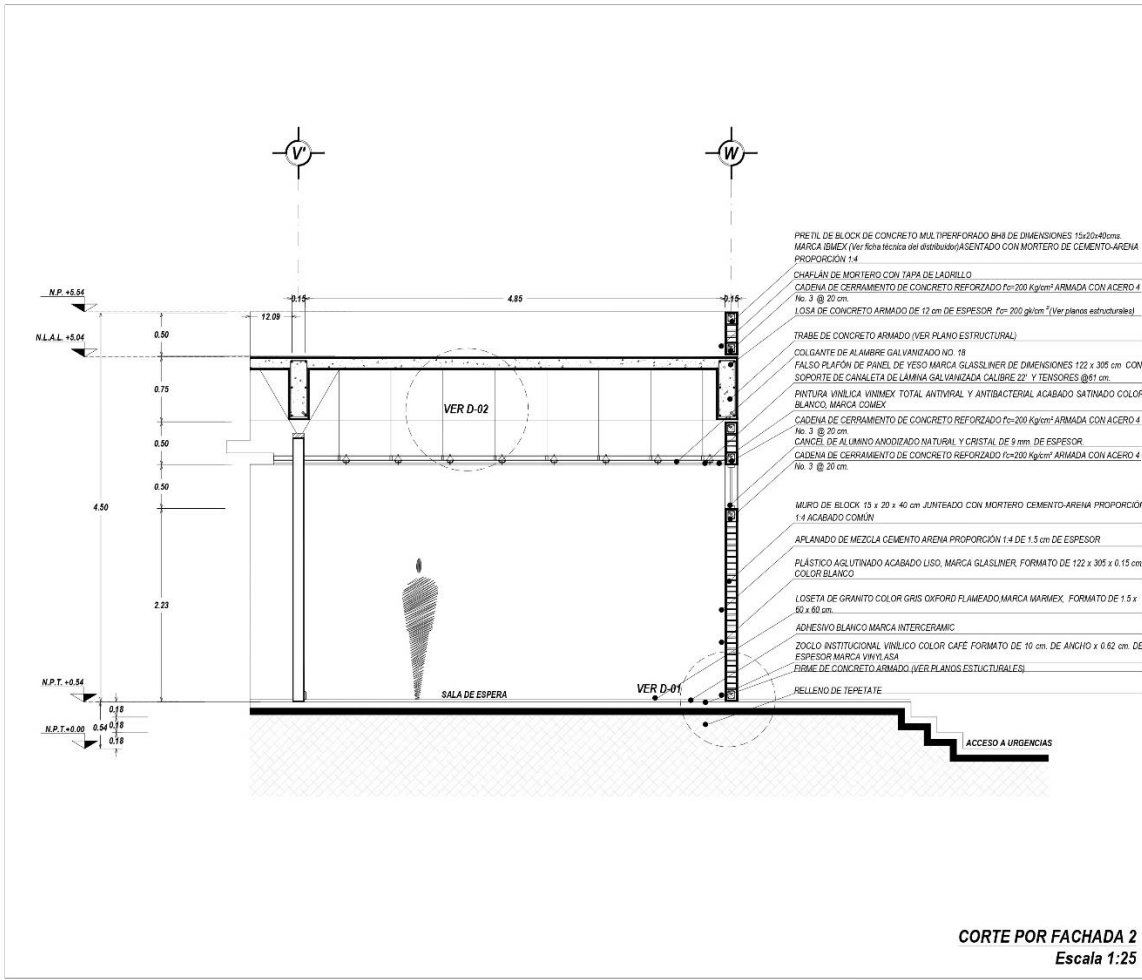 V'
W
PRETIL DE BLOCK DE CONCRETO MULTIPERFORADO BH8 DE DIMENSIONES 15x20x40cms.
MARCA IBMEX (Ver ficha técnica del distribuidor)ASENTADO CON MORTERO DE CEMENTO-ARENA
PROPORCIÓN 1:4
CHAFLÁN DE MORTERO CON TAPA DE LADRILLO
CADENA DE CERRAMIENTO DE CONCRETO REFORZADO f'c=200 Kg/cm² ARMADA CON ACERO 4
No. 3 @ 20 cm.
LOSA DE CONCRETO ARMADO DE 12 cm DE ESPESOR f'c= 200 gk/cm² (Ver planos estructurales)
TRABE DE CONCRETO ARMADO (VER PLANO ESTRUCTURAL)
COLGANTE DE ALAMBRE GALVANIZADO NO. 18
FALSO PLAFÓN DE PANEL DE YESO MARCA GLASSLINER DE DIMENSIONES 122 x 305 cm CON
SOPORTE DE CANALETA DE LÁMINA GALVANIZADA CALIBRE 22' Y TENSORES @61 cm.
PINTURA VINÍLICA VINIMEX TOTAL ANTIVIRAL Y ANTIBACTERIAL ACABADO SATINADO COLOR
BLANCO, MARCA COMEX
CADENA DE CERRAMIENTO DE CONCRETO REFORZADO f'c=200 Kg/cm² ARMADA CON ACERO 4
No. 3 @ 20 cm.
CANCEL DE ALUMINO ANODIZADO NATURAL Y CRISTAL DE 9 mm. DE ESPESOR.
CADENA DE CERRAMIENTO DE CONCRETO REFORZADO f'c=200 Kg/cm² ARMADA CON ACERO 4
No. 3 @ 20 cm.
MURO DE BLOCK 15 x 20 x 40 cm JUNTEADO CON MORTERO CEMENTO-ARENA PROPORCIÓN
1:4 ACABADO COMÚN
APLANADO DE MEZCLA CEMENTO ARENA PROPORCIÓN 1:4 DE 1.5 cm DE ESPESOR
PLÁSTICO AGLUTINADO ACABADO LISO, MARCA GLASLINER, FORMATO DE 122 x 305 x 0.15 cm
COLOR BLANCO
LOSETA DE GRANITO COLOR GRIS OXFORD FLAMEADO,MARCA MARMEX, FORMATO DE 1.5 x
60 x 60 cm.
ADHESIVO BLANCO MARCA INTERCERAMIC
ZOCLO INSTITUCIONAL VINÍLICO COLOR CAFÉ FORMATO DE 10 cm. DE ANCHO x 0.62 cm. DE
ESPESOR MARCA VINYLASA
FIRME DE CONCRETO ARMADO (VER PLANOS ESTUCTURALES)
RELLENO DE TEPETATE
N.P. +5.54
N.L.A.L. +5.04
N.P.T. +0.54
N.P.T.+0.00
0.15
4.85
0.15
12.09
0.50
0.75
0.50
0.50
4.50
2.23
0.18
0.54
0.18
0.18
VER D-02
VER D-01
SALA DE ESPERA
ACCESO A URGENCIAS
CORTE POR FACHADA 2
Escala 1:25